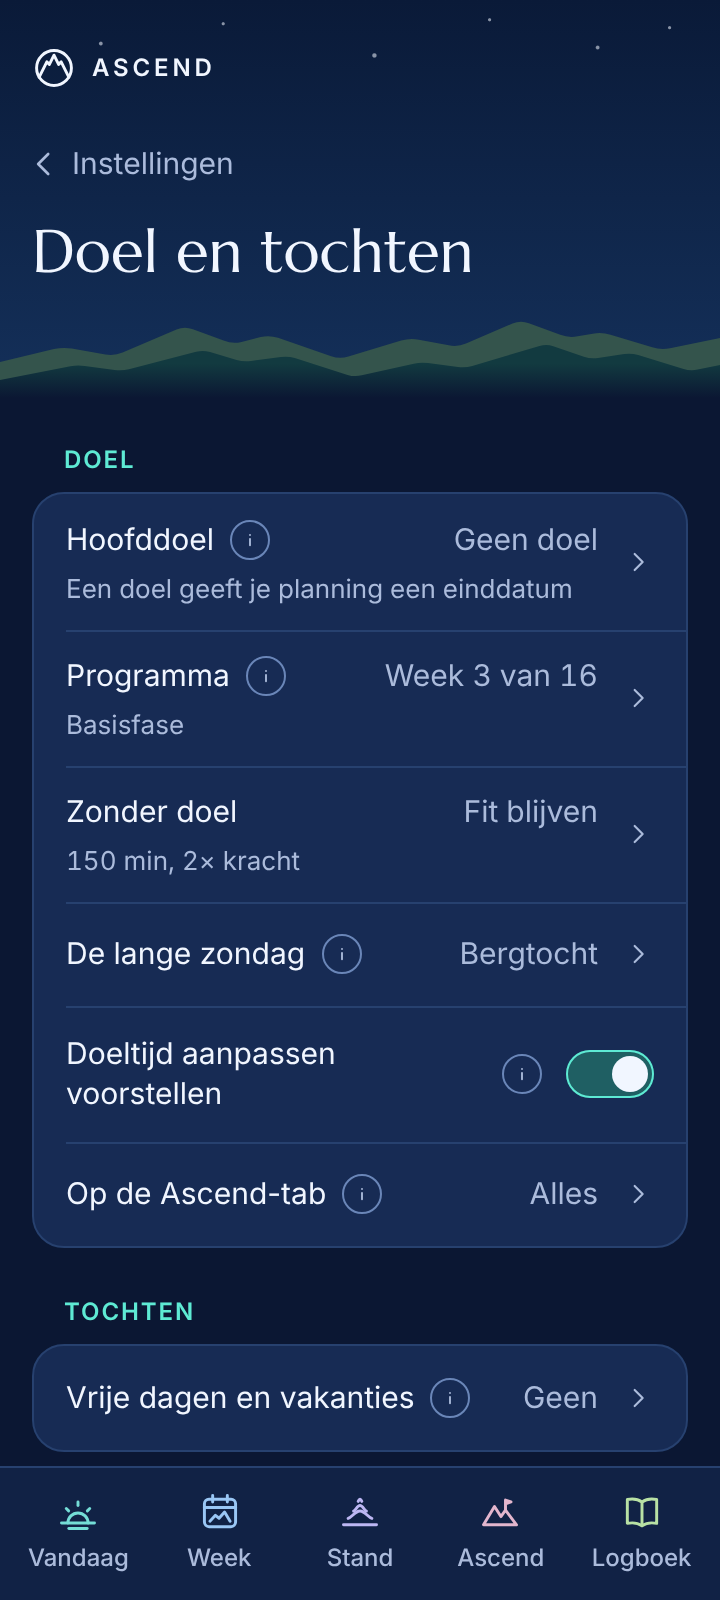 ASCEND
Instellingen
Doel en tochten
DOEL
Hoofddoel i Geen doel
Een doel geeft je planning een einddatum
Programma i Week 3 van 16
Basisfase
Zonder doel Fit blijven
150 min, 2× kracht
De lange zondag i Bergtocht
Doeltijd aanpassen
voorstellen i
Op de Ascend-tab i Alles
TOCHTEN
Vrije dagen en vakanties i Geen
Vandaag Week Stand Ascend Logboek